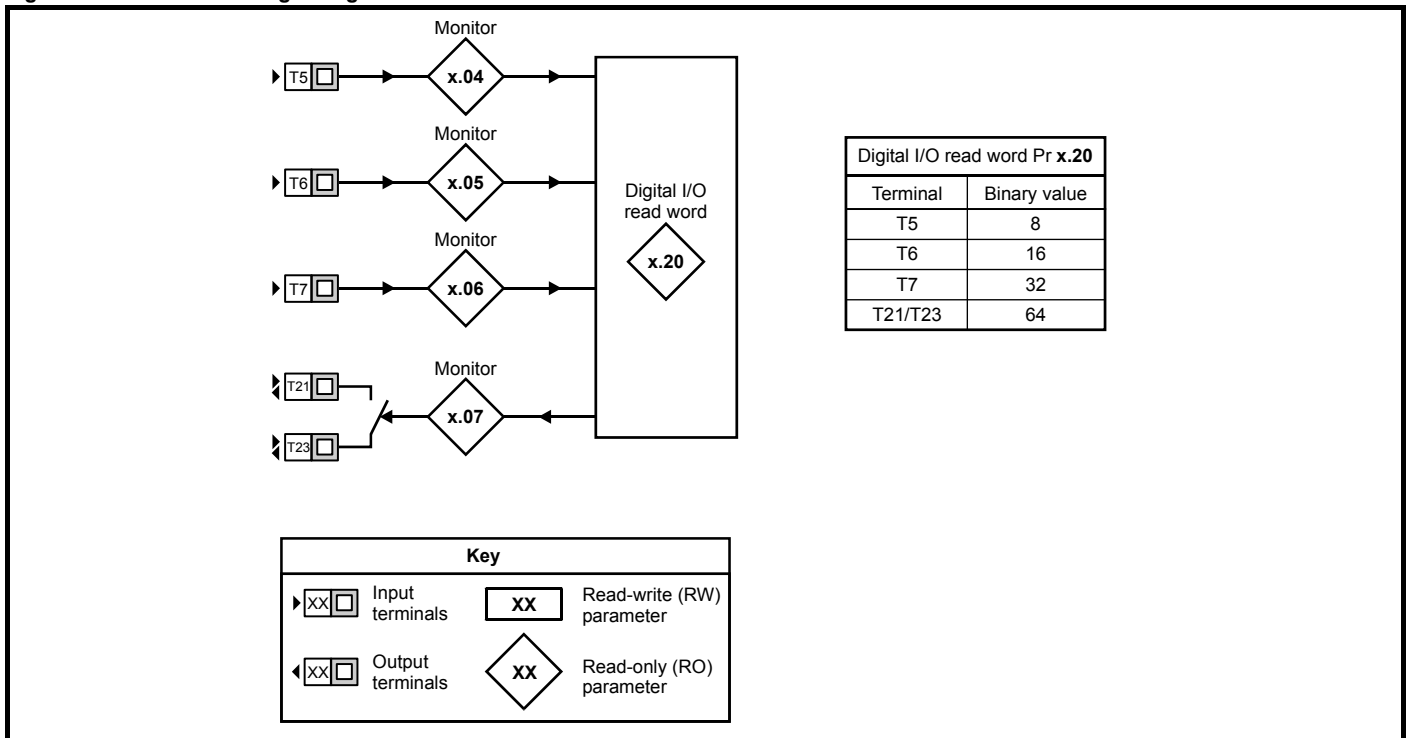 Monitor
T5
x.04
Monitor
T6
x.05
Monitor
T7
x.06
Monitor
T21
x.07
T23
Digital I/O
read word
x.20
Digital I/O read word Pr x.20
Terminal Binary value
T5 8
T6 16
T7 32
T21/T23 64
Key
XX Input
terminals
XX Read-write (RW)
parameter
XX Output
terminals
XX Read-only (RO)
parameter